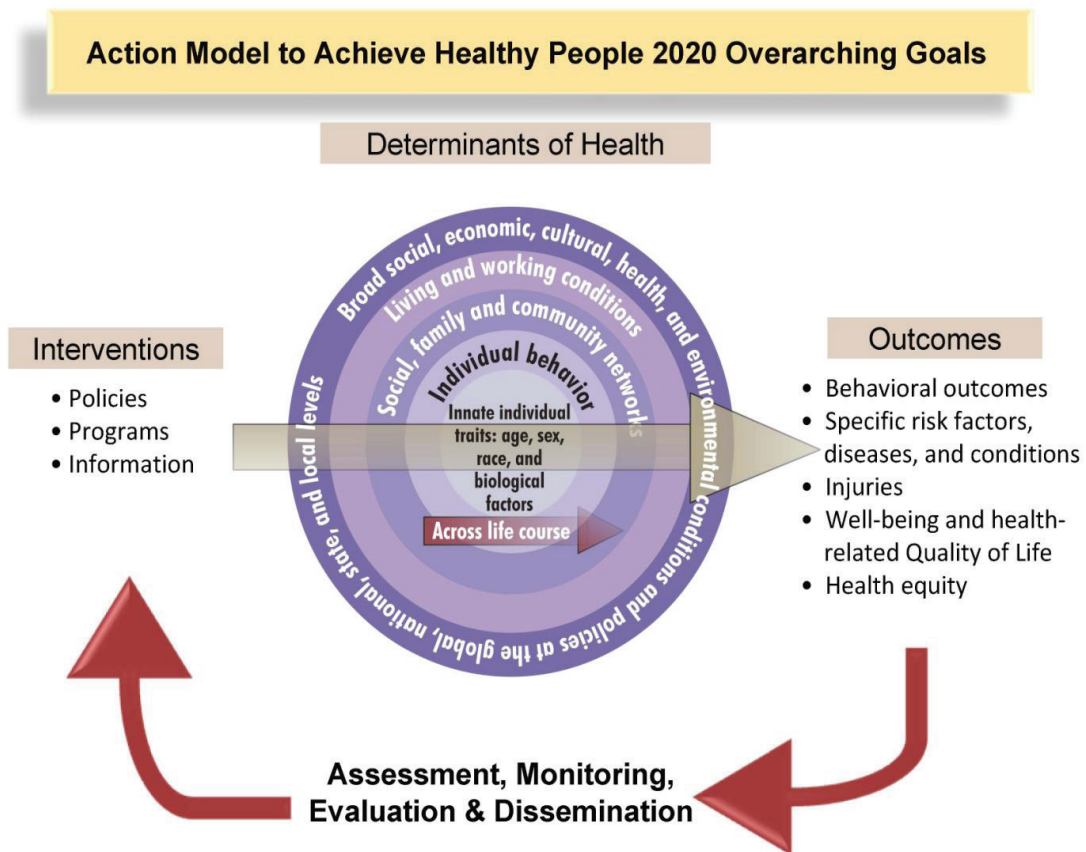 Action Model to Achieve Healthy People 2020 Overarching Goals
Determinants of Health
Interventions
• Policies
• Programs
• Information
Broad social, economic, cultural, health, and environmental conditions and policies at the global, national, state, and local levels
Living and working conditions
Social, family and community networks
Individual behavior
Innate individual
traits: age, sex,
race, and
biological
factors
Across life course
Outcomes
• Behavioral outcomes
• Specific risk factors,
diseases, and conditions
• Injuries
• Well-being and health-
related Quality of Life
• Health equity
Assessment, Monitoring,
Evaluation & Dissemination